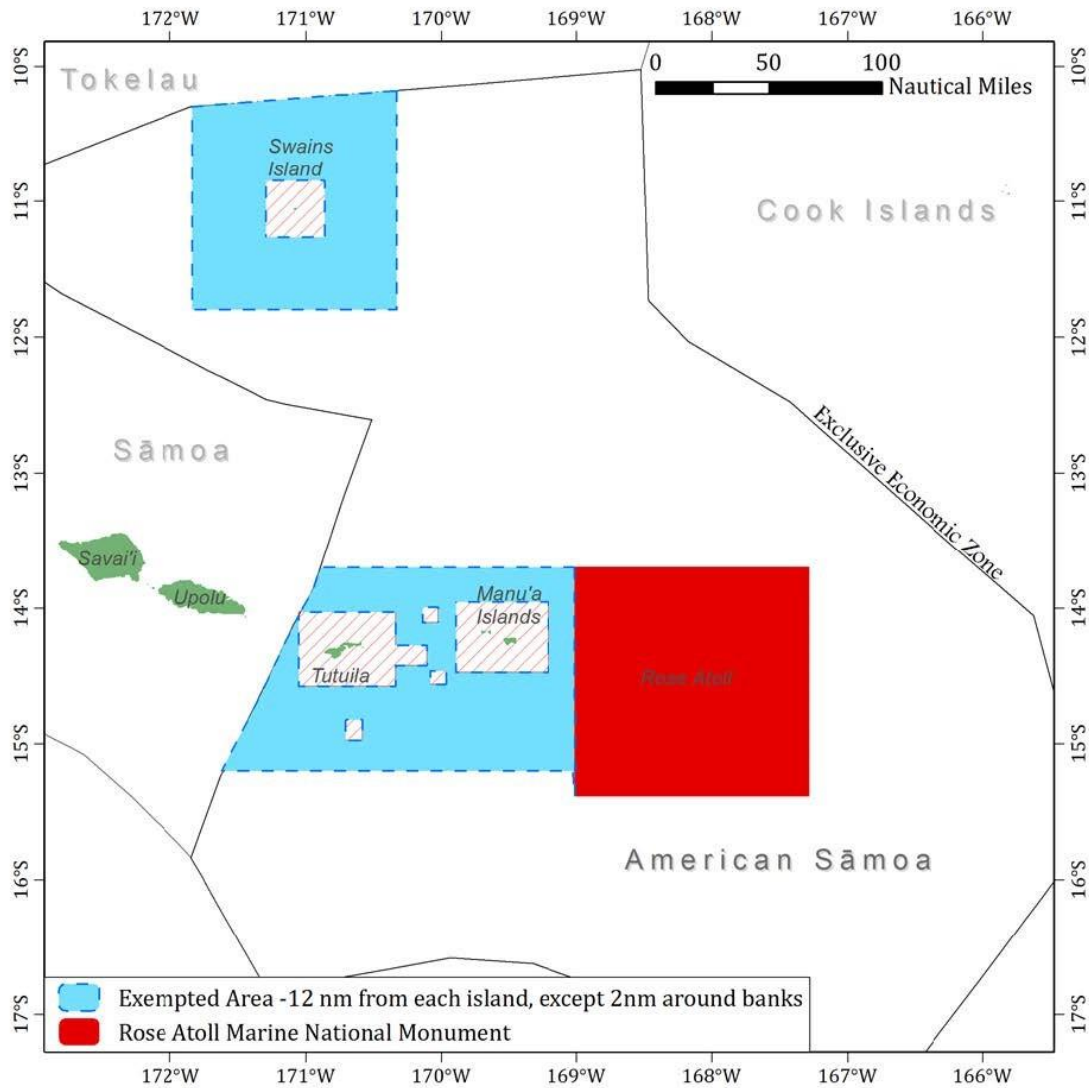 172°W 171°W 170°W 169°W 168°W 167°W 166°W
10°S
10°S
Tokelau
0 50 100
Nautical Miles
Swains
Island
11°S
11°S
Cook Islands
12°S
12°S
Sāmoa
Exclusive Economic Zone
13°S
13°S
Savai'i
Upolu
14°S
14°S
Manu'a
Islands
Tutuila
Rose Atoll
15°S
15°S
American Sāmoa
16°S
16°S
Exempted Area -12 nm from each island, except 2nm around banks
Rose Atoll Marine National Monument
17°S
17°S
172°W 171°W 170°W 169°W 168°W 167°W 166°W